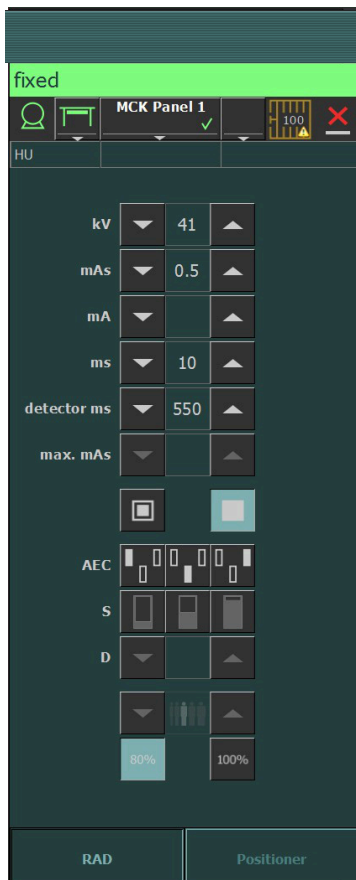 fixed
MCK Panel 1
100
HU
kV 41
mAs 0.5
mA
ms 10
detector ms 550
max. mAs
AEC
S
D
80% 100%
RAD Positioner